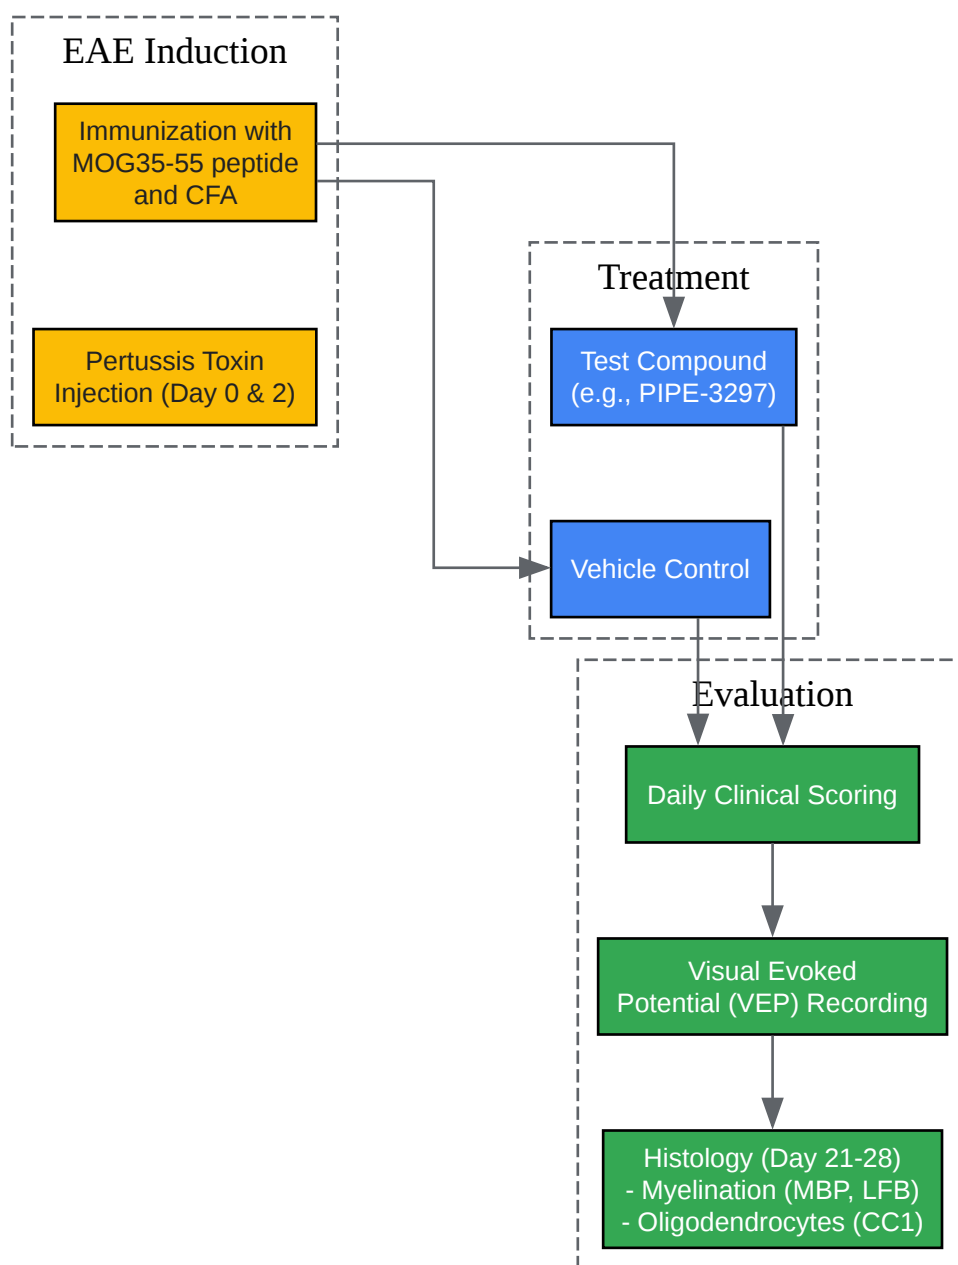 EAE Induction
Immunization with
MOG35-55 peptide
and CFA
Pertussis Toxin
Injection (Day 0 & 2)
Treatment
Test Compound
(e.g., PIPE-3297)
Vehicle Control
Evaluation
Daily Clinical Scoring
Visual Evoked
Potential (VEP) Recording
Histology (Day 21-28)
- Myelination (MBP, LFB)
- Oligodendrocytes (CC1)